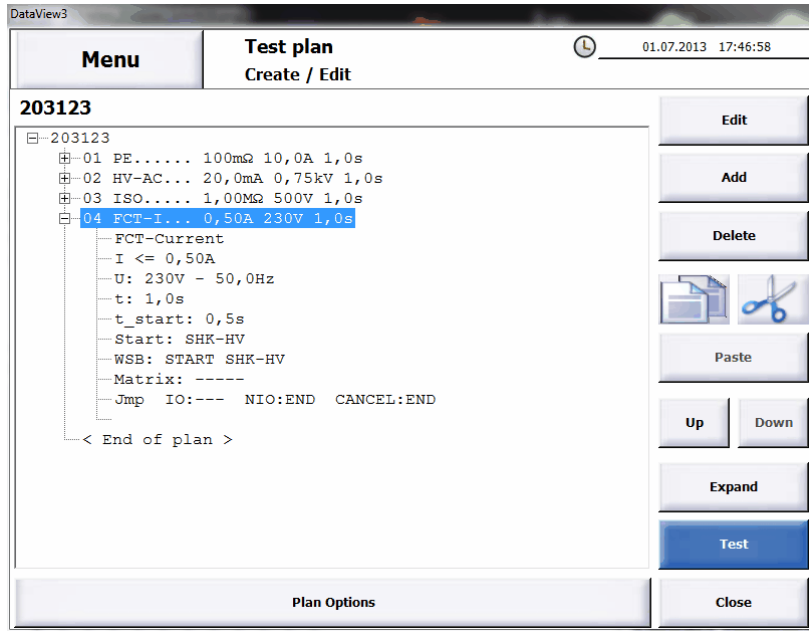 DataView3
Menu
Test plan
Create / Edit
01.07.2013 17:46:58
203123
203123
01 PE...... 100mΩ 10,0A 1,0s
02 HV-AC... 20,0mA 0,75kV 1,0s
03 ISO..... 1,00MΩ 500V 1,0s
04 FCT-I... 0,50A 230V 1,0s
FCT-Current
I <= 0,50A
U: 230V - 50,0Hz
t: 1,0s
t_start: 0,5s
Start: SHK-HV
WSB: START SHK-HV
Matrix: -----
Jmp IO:--- NIO:END CANCEL:END
< End of plan >
Edit
Add
Delete
Paste
Up Down
Expand
Test
Plan Options
Close